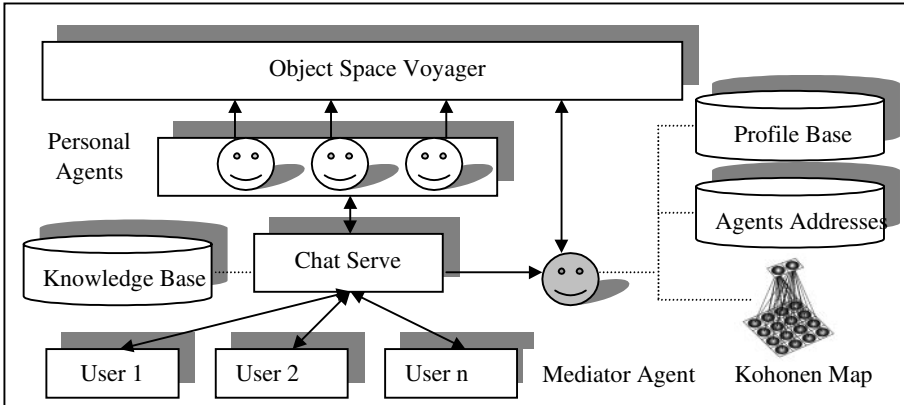 Object Space Voyager
Personal
Agents
Profile Base
Agents Addresses
Chat Serve
Knowledge Base
User 1
User 2
User n
Mediator Agent
Kohonen Map